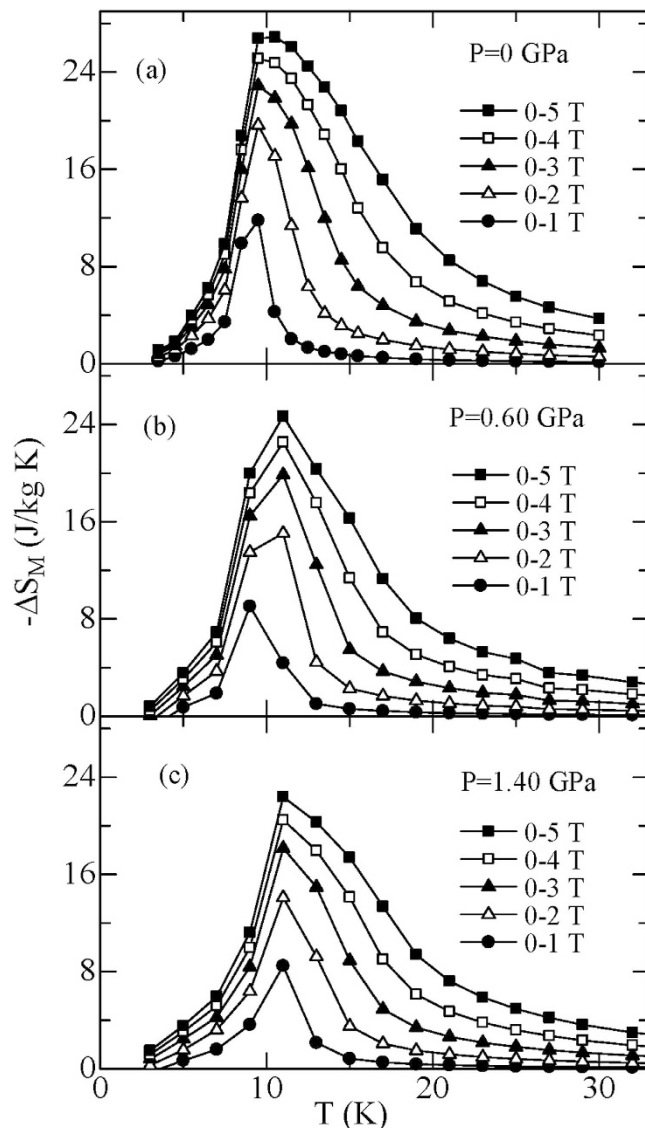 (a)
P=0 GPa
0-5 T
0-4 T
0-3 T
0-2 T
0-1 T
28
24
16
8
0
(b)
P=0.60 GPa
0-5 T
0-4 T
0-3 T
0-2 T
0-1 T
24
16
8
0
-ΔS_M (J/kg K)
(c)
P=1.40 GPa
0-5 T
0-4 T
0-3 T
0-2 T
0-1 T
24
16
8
0
0
10
20
30
T (K)